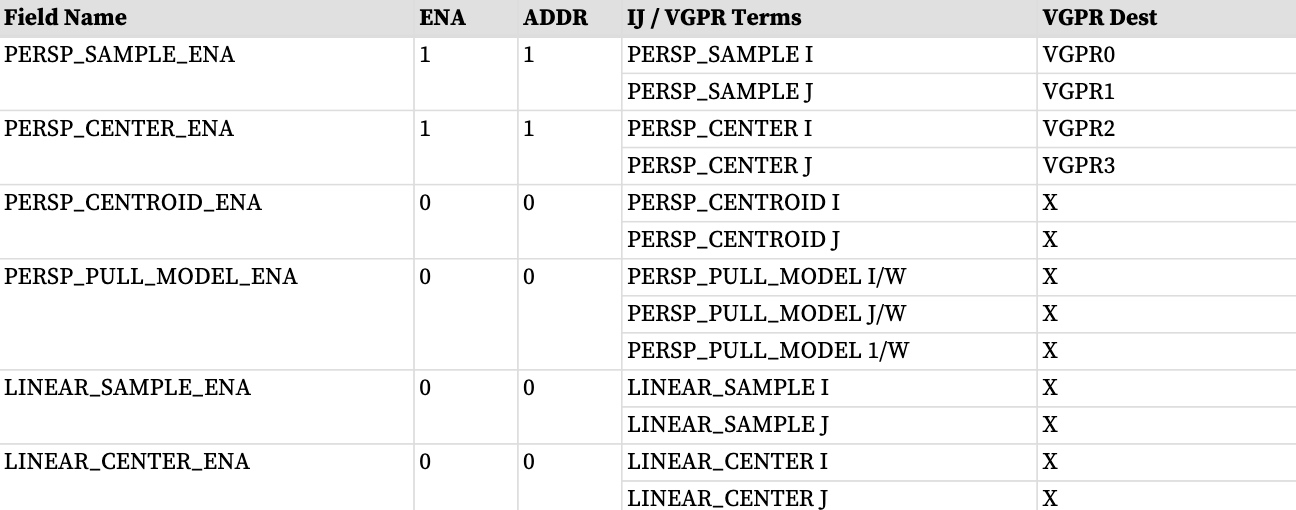 Field Name ENA ADDR IJ / VGPR Terms VGPR Dest
PERSP_SAMPLE_ENA 1 1 PERSP_SAMPLE I VGPR0
PERSP_SAMPLE J VGPR1
PERSP_CENTER_ENA 1 1 PERSP_CENTER I VGPR2
PERSP_CENTER J VGPR3
PERSP_CENTROID_ENA 0 0 PERSP_CENTROID I X
PERSP_CENTROID J X
PERSP_PULL_MODEL_ENA 0 0 PERSP_PULL_MODEL I/W X
PERSP_PULL_MODEL J/W X
PERSP_PULL_MODEL 1/W X
LINEAR_SAMPLE_ENA 0 0 LINEAR_SAMPLE I X
LINEAR_SAMPLE J X
LINEAR_CENTER_ENA 0 0 LINEAR_CENTER I X
LINEAR_CENTER J X